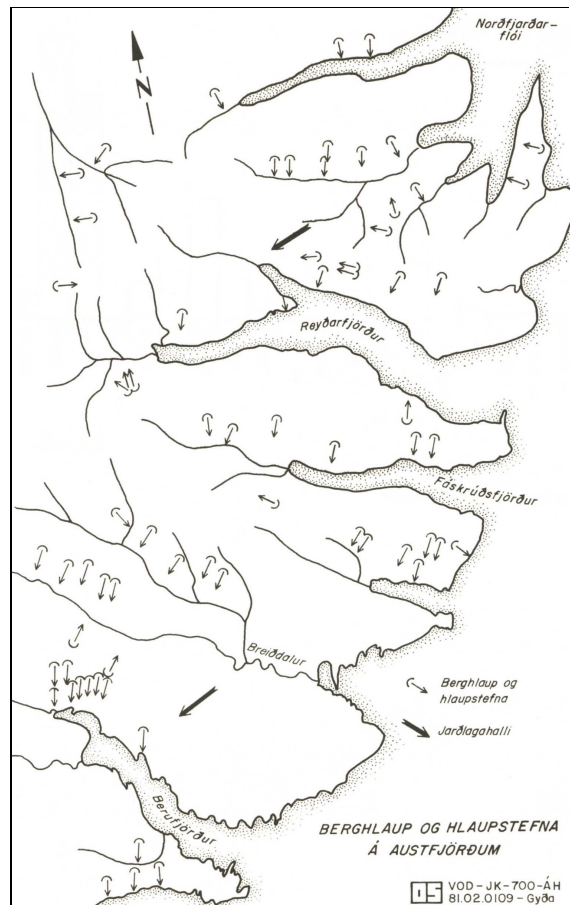 Norðfjarðar-
flói
N
Reyðarfjörður
Fáskrúðsfjörður
Breiðdalur
Berghlaup og
hlaupstefna
Jarðlagahalli
Berufjörður
BERGHLAUP OG HLAUPSTEFNA
Á AUSTFJÖRÐUM
OS VOD-JK-700-ÁH
81.02.0109-Gyða